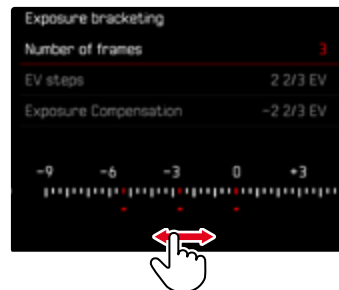 Exposure bracketing
Number of frames 3
EV steps 2 2/3 EV
Exposure Compensation -2 2/3 EV
-9 -6 -3 0 +3